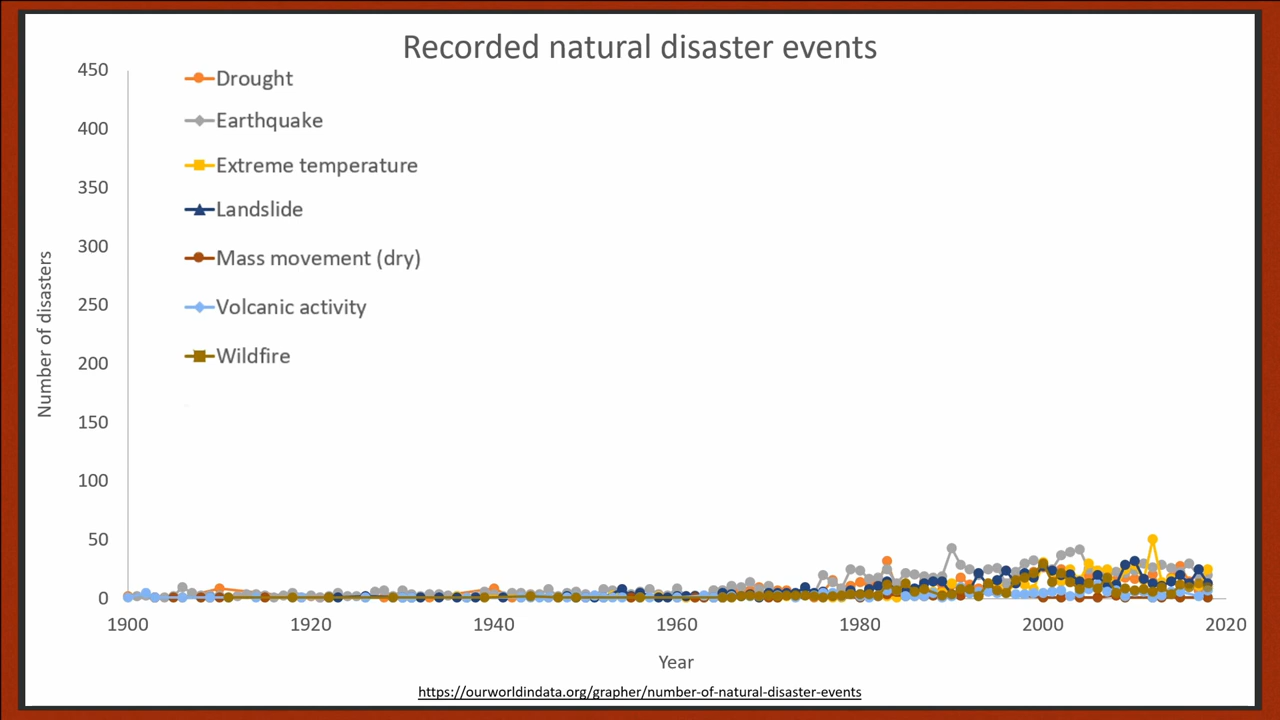 Recorded natural disaster events
450
400
350
300
250
200
150
100
50
0
Number of disasters
Drought
Earthquake
Extreme temperature
Landslide
Mass movement (dry)
Volcanic activity
Wildfire
1900 1920 1940 1960 1980 2000 2020
Year
https://ourworldindata.org/grapher/number-of-natural-disaster-events